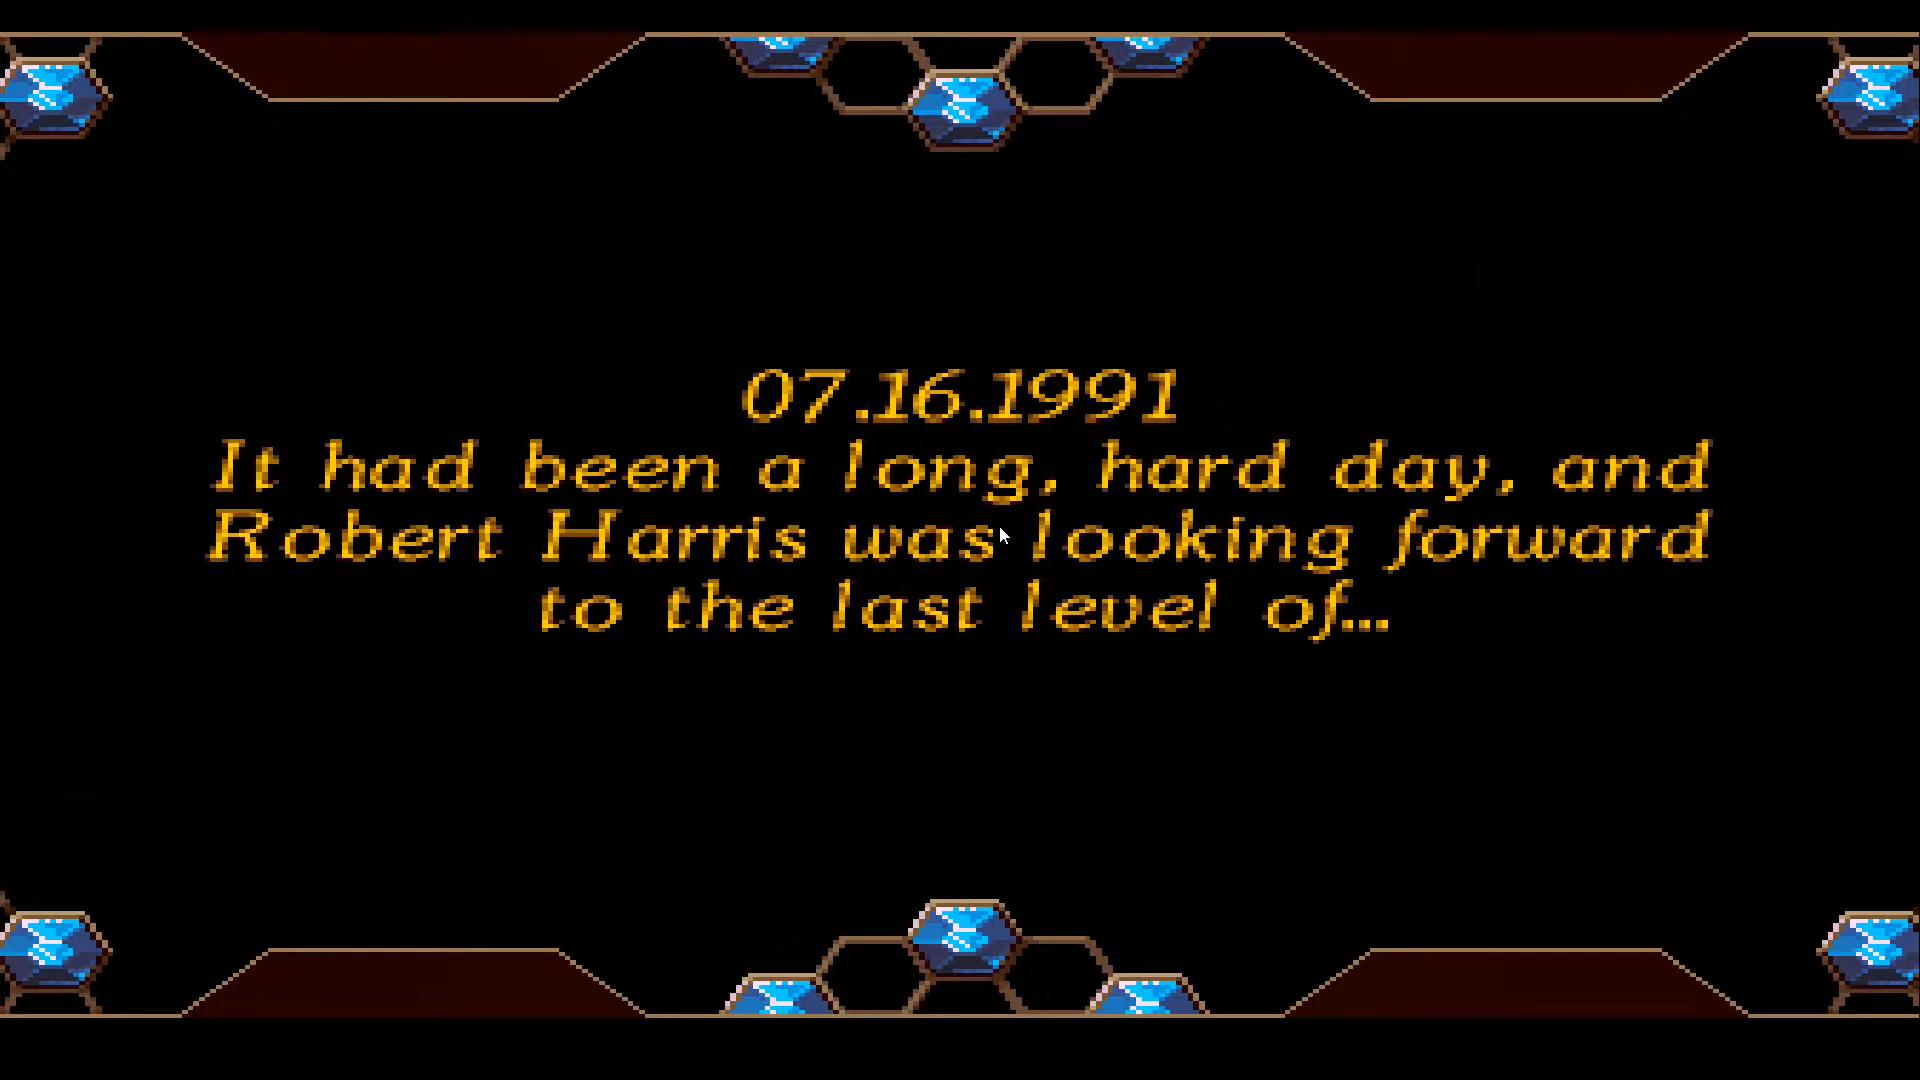 07.16.1991
It had been a long, hard day, and
Robert Harris was looking forward
to the last level of...